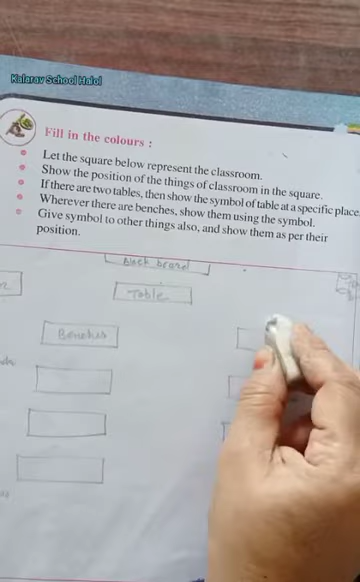 Kalarav School Halol
Fill in the colours :
Let the square below represent the classroom.
Show the position of the things of classroom in the square.
If there are two tables, then show the symbol of table at a specific place.
Wherever there are benches, show them using the symbol.
Give symbol to other things also, and show them as per their
position.
Black broad
Table
Benches